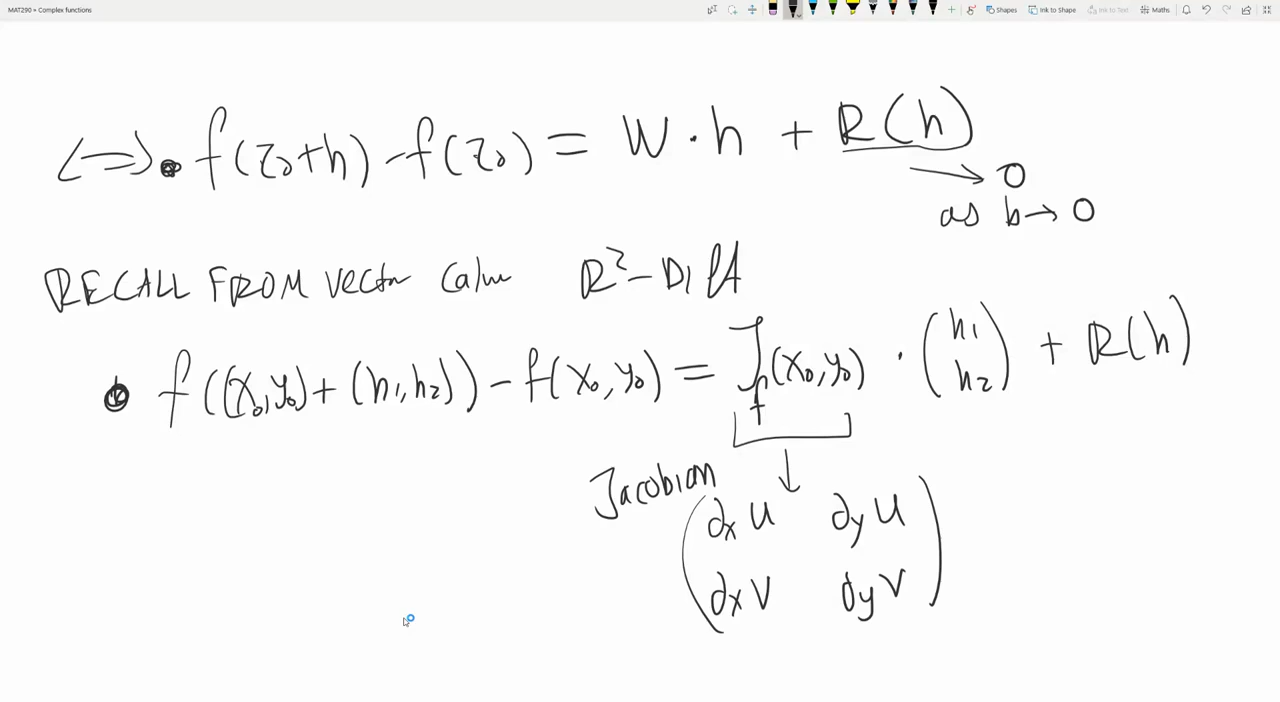 MAT290 • Complex functions
Shapes Ink to Shape Ink to Text Maths
⟺ • f(z₀+h) - f(z₀) = W · h + R(h)
→ 0
as h → 0
RECALL FROM Vector Calu R² - Diff
• f((x₀,y₀) + (h₁,h₂)) - f(x₀,y₀) = J_f(x₀,y₀) · (h₁ h₂) + R(h)
Jacobian
∂x u ∂y u
∂x v ∂y v